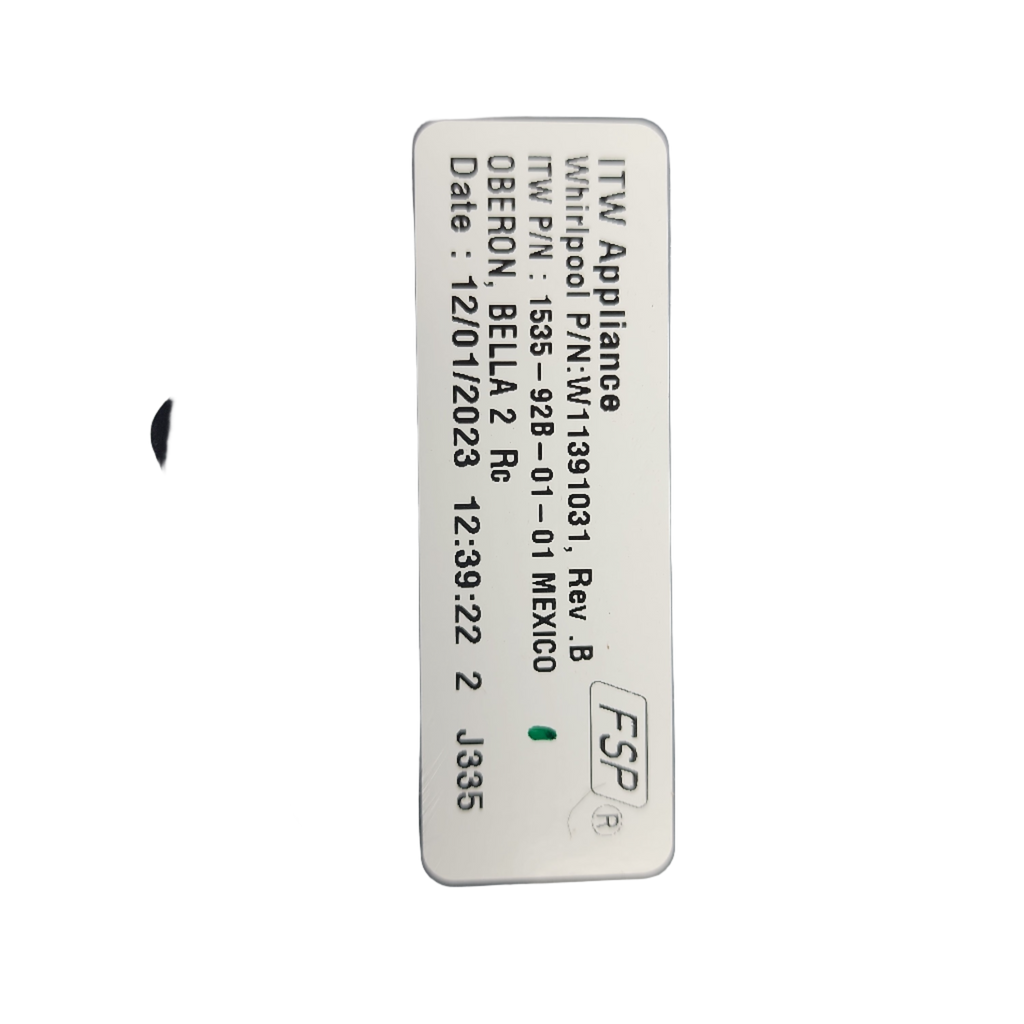 ITW Appliance
Whirlpool P/N:W11391031, Rev .B
ITW P/N : 1535-92B-01-01 MEXICO
OBERON, BELLA 2 Rc
Date : 12/01/2023 12:39:22 2 J335
FSP ®